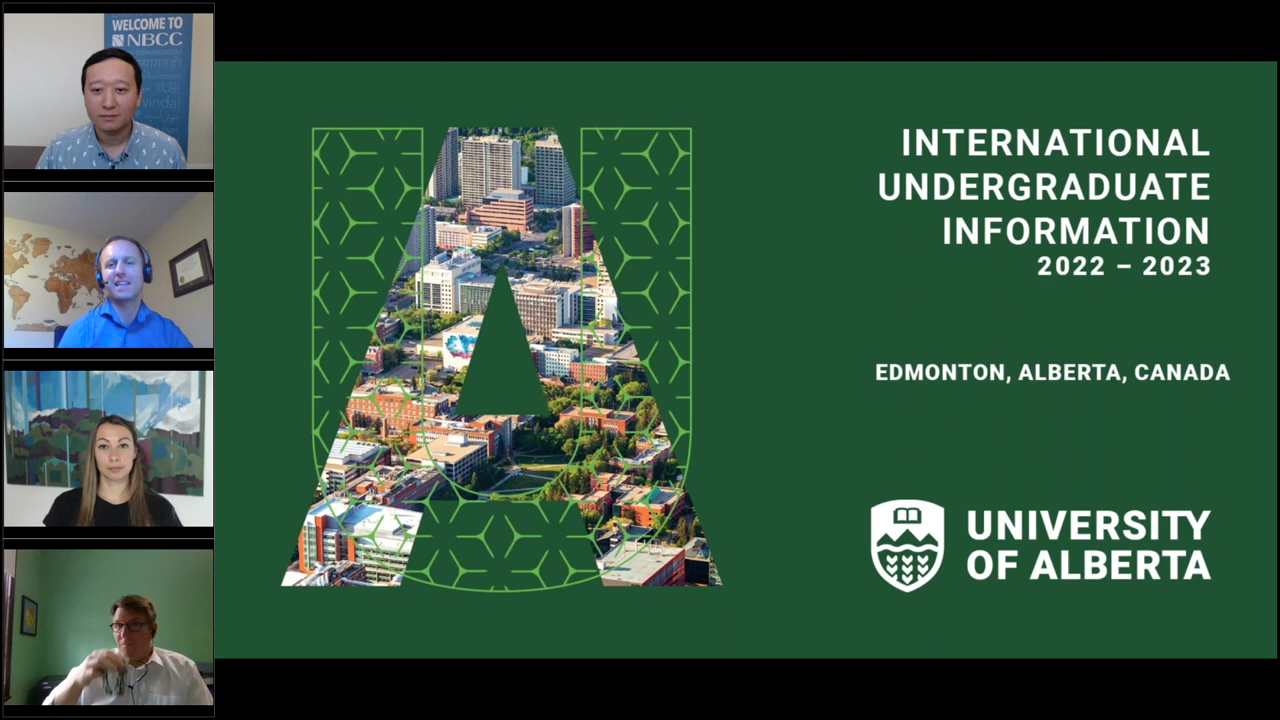 WELCOME TO
NBCC
INTERNATIONAL
UNDERGRADUATE
INFORMATION
2022 – 2023
EDMONTON, ALBERTA, CANADA
UNIVERSITY
OF ALBERTA